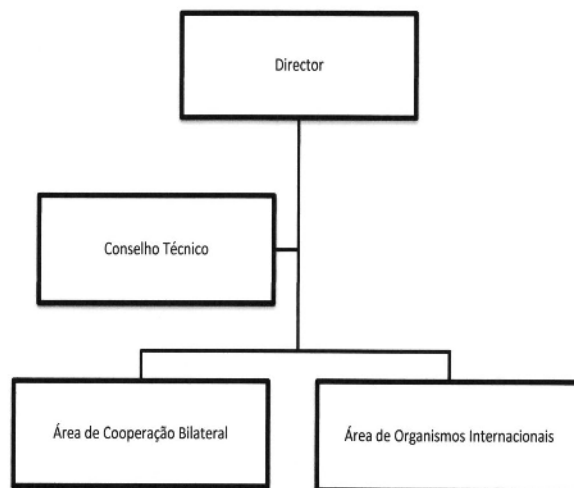 Director
Conselho Técnico
Área de Cooperação Bilateral
Área de Organismos Internacionais